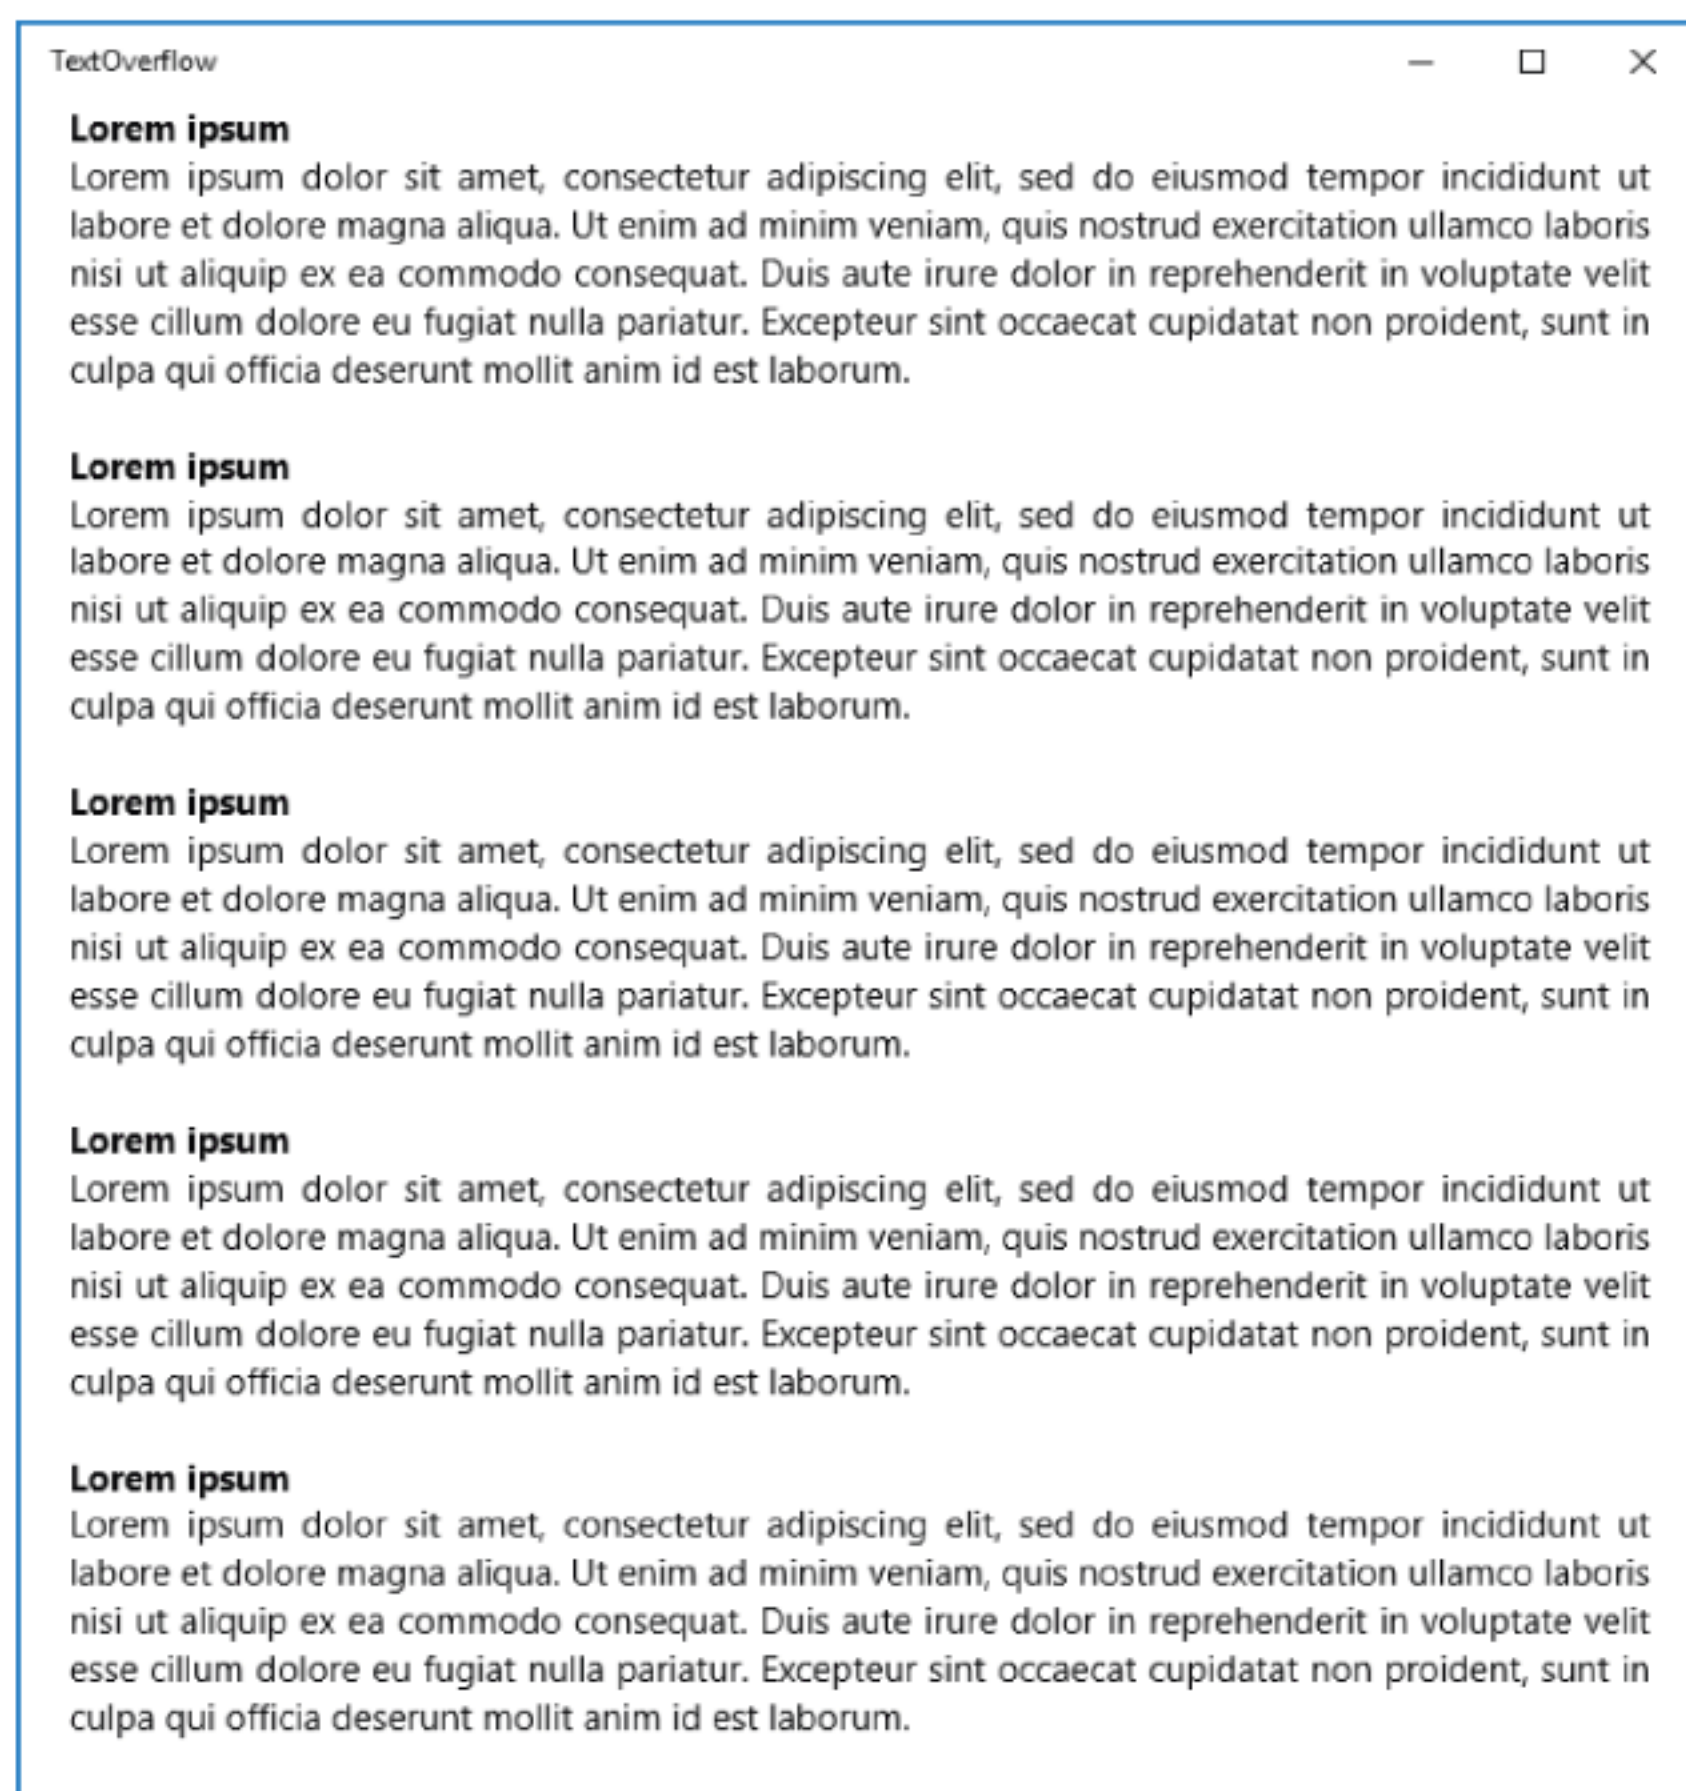 TextOverflow
Lorem ipsum
Lorem ipsum dolor sit amet, consectetur adipiscing elit, sed do eiusmod tempor incididunt ut
labore et dolore magna aliqua. Ut enim ad minim veniam, quis nostrud exercitation ullamco laboris
nisi ut aliquip ex ea commodo consequat. Duis aute irure dolor in reprehenderit in voluptate velit
esse cillum dolore eu fugiat nulla pariatur. Excepteur sint occaecat cupidatat non proident, sunt in
culpa qui officia deserunt mollit anim id est laborum.
Lorem ipsum
Lorem ipsum dolor sit amet, consectetur adipiscing elit, sed do eiusmod tempor incididunt ut
labore et dolore magna aliqua. Ut enim ad minim veniam, quis nostrud exercitation ullamco laboris
nisi ut aliquip ex ea commodo consequat. Duis aute irure dolor in reprehenderit in voluptate velit
esse cillum dolore eu fugiat nulla pariatur. Excepteur sint occaecat cupidatat non proident, sunt in
culpa qui officia deserunt mollit anim id est laborum.
Lorem ipsum
Lorem ipsum dolor sit amet, consectetur adipiscing elit, sed do eiusmod tempor incididunt ut
labore et dolore magna aliqua. Ut enim ad minim veniam, quis nostrud exercitation ullamco laboris
nisi ut aliquip ex ea commodo consequat. Duis aute irure dolor in reprehenderit in voluptate velit
esse cillum dolore eu fugiat nulla pariatur. Excepteur sint occaecat cupidatat non proident, sunt in
culpa qui officia deserunt mollit anim id est laborum.
Lorem ipsum
Lorem ipsum dolor sit amet, consectetur adipiscing elit, sed do eiusmod tempor incididunt ut
labore et dolore magna aliqua. Ut enim ad minim veniam, quis nostrud exercitation ullamco laboris
nisi ut aliquip ex ea commodo consequat. Duis aute irure dolor in reprehenderit in voluptate velit
esse cillum dolore eu fugiat nulla pariatur. Excepteur sint occaecat cupidatat non proident, sunt in
culpa qui officia deserunt mollit anim id est laborum.
Lorem ipsum
Lorem ipsum dolor sit amet, consectetur adipiscing elit, sed do eiusmod tempor incididunt ut
labore et dolore magna aliqua. Ut enim ad minim veniam, quis nostrud exercitation ullamco laboris
nisi ut aliquip ex ea commodo consequat. Duis aute irure dolor in reprehenderit in voluptate velit
esse cillum dolore eu fugiat nulla pariatur. Excepteur sint occaecat cupidatat non proident, sunt in
culpa qui officia deserunt mollit anim id est laborum.